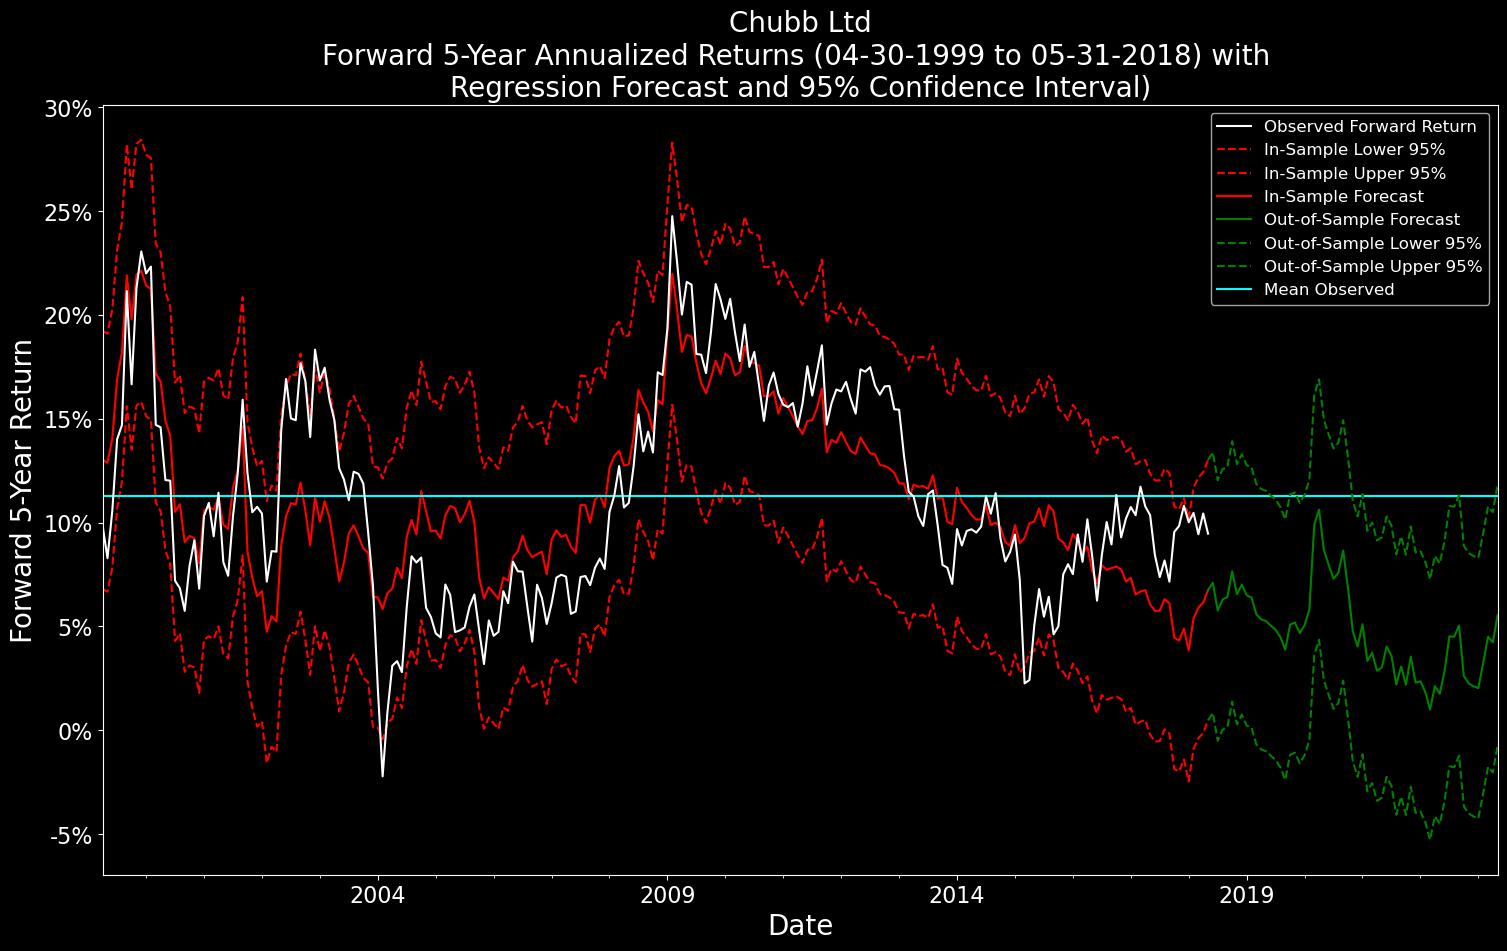 Chubb Ltd
Forward 5-Year Annualized Returns (04-30-1999 to 05-31-2018) with
Regression Forecast and 95% Confidence Interval)
30%
25%
20%
15%
10%
5%
0%
-5%
Forward 5-Year Return
Observed Forward Return
In-Sample Lower 95%
In-Sample Upper 95%
In-Sample Forecast
Out-of-Sample Forecast
Out-of-Sample Lower 95%
Out-of-Sample Upper 95%
Mean Observed
2004
2009
2014
2019
Date